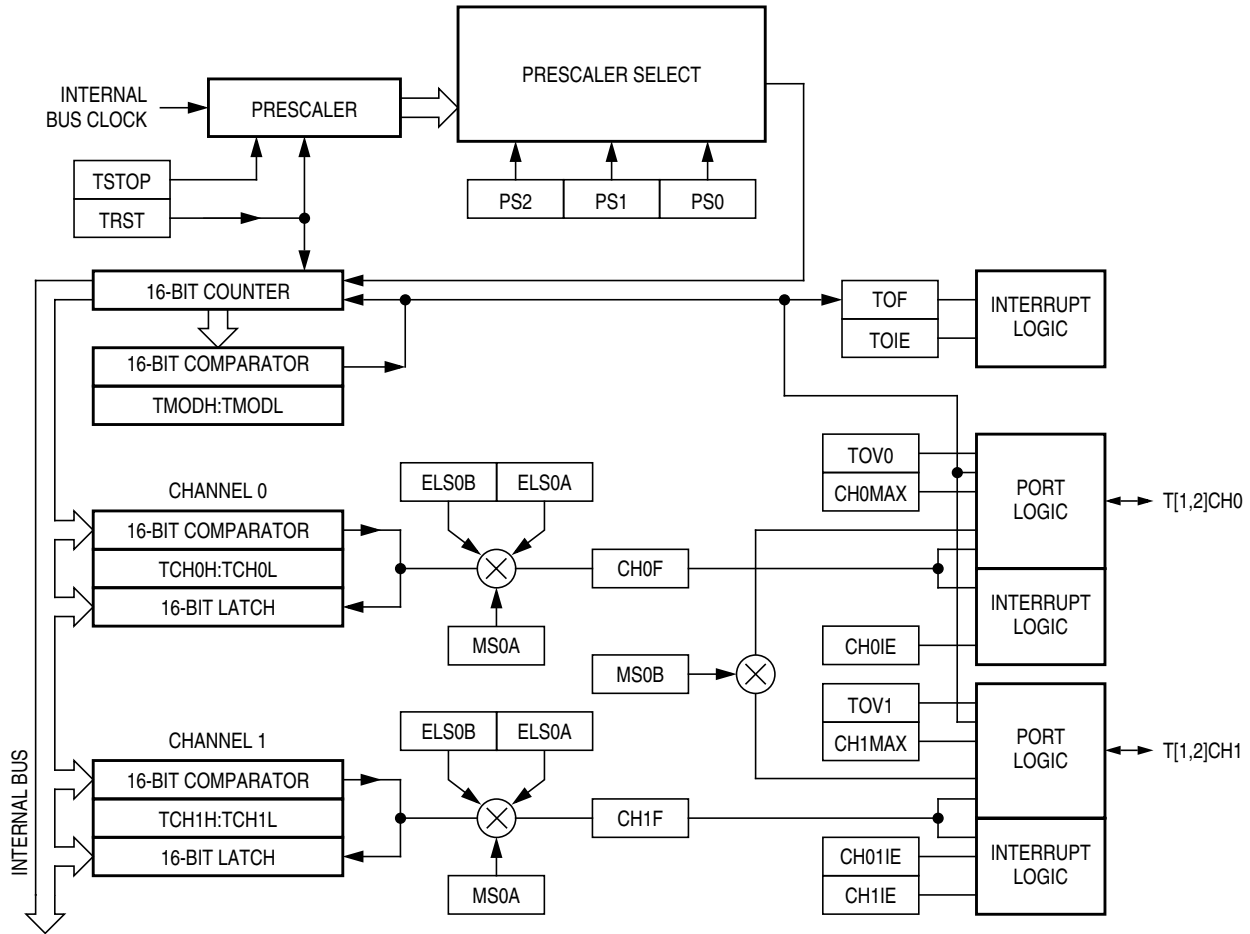 PRESCALER SELECT
INTERNAL
BUS CLOCK
PRESCALER
TSTOP
TRST
PS2
PS1
PS0
16-BIT COUNTER
TOF
TOIE
INTERRUPT
LOGIC
16-BIT COMPARATOR
TMODH:TMODL
CHANNEL 0
16-BIT COMPARATOR
TCH0H:TCH0L
16-BIT LATCH
ELS0B
ELS0A
MS0A
CH0F
TOV0
CH0MAX
PORT
LOGIC
T[1,2]CH0
INTERRUPT
LOGIC
CH0IE
MS0B
CHANNEL 1
16-BIT COMPARATOR
TCH1H:TCH1L
16-BIT LATCH
ELS0B
ELS0A
MS0A
CH1F
TOV1
CH1MAX
PORT
LOGIC
T[1,2]CH1
INTERRUPT
LOGIC
CH01IE
CH1IE
INTERNAL BUS